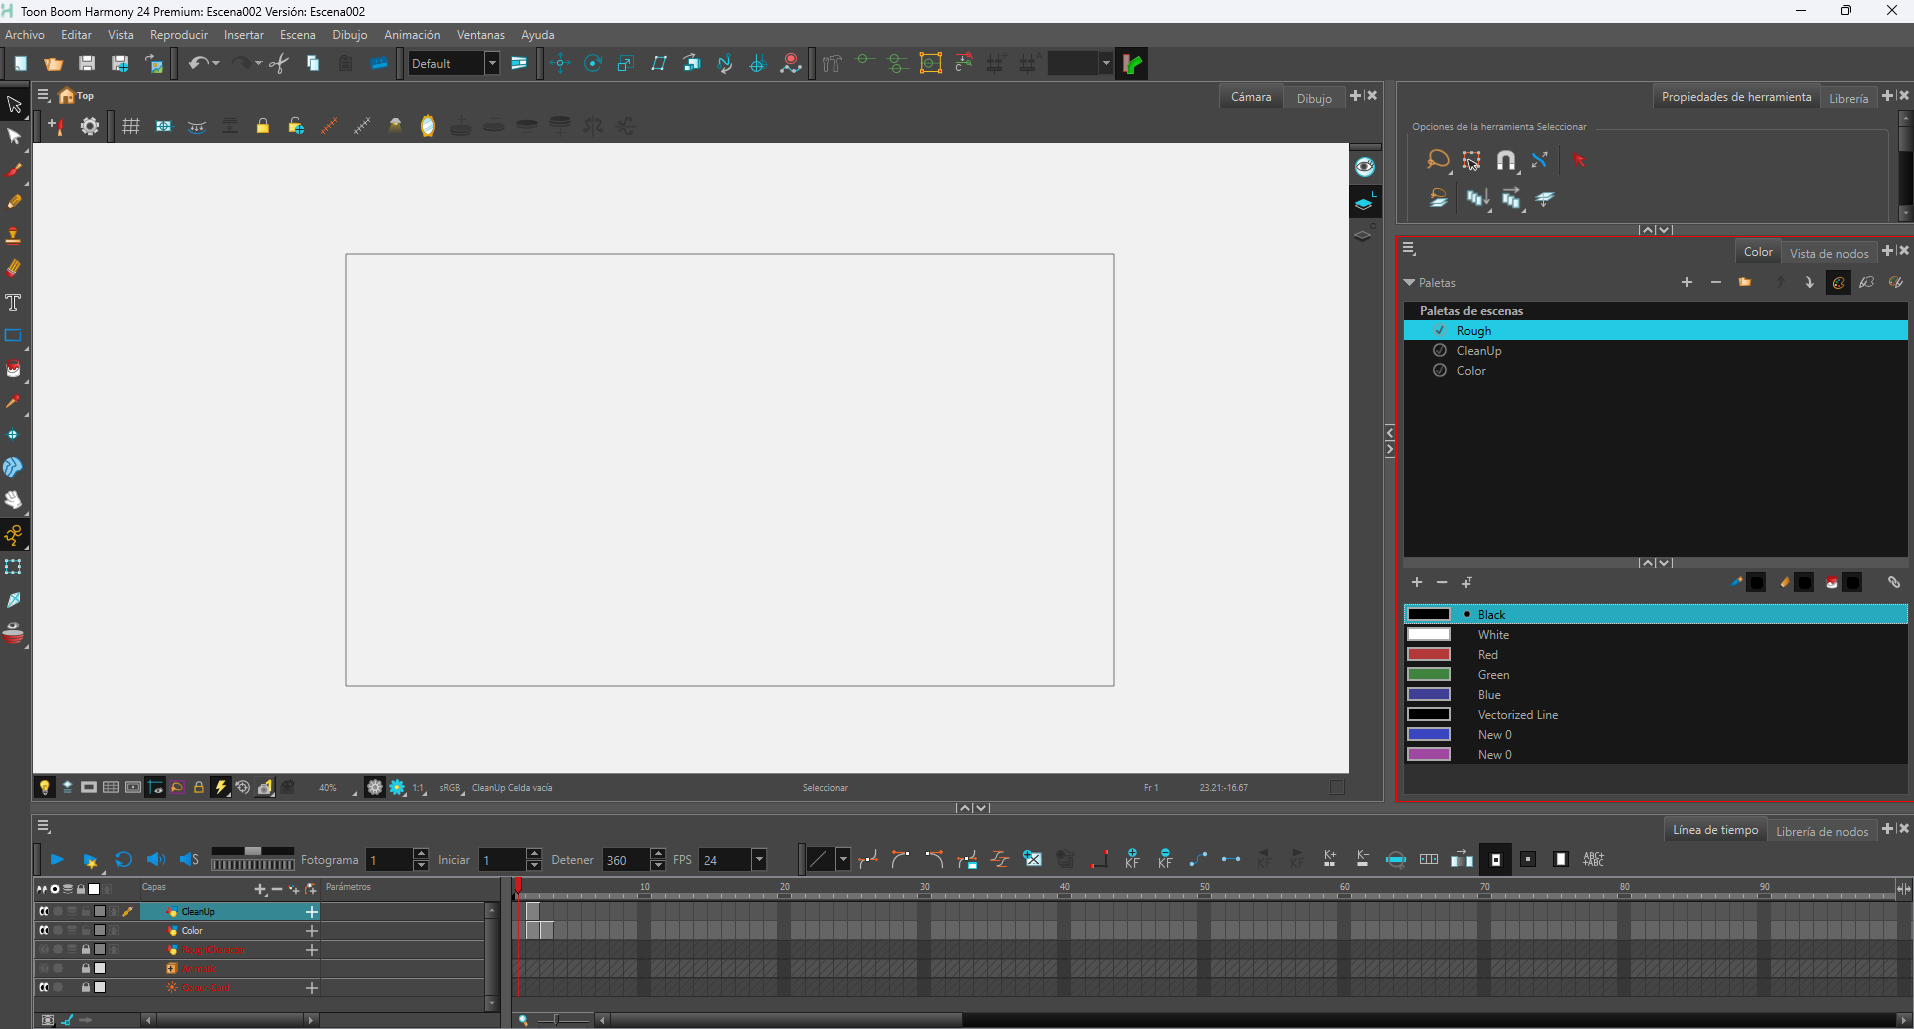 Toon Boom Harmony 24 Premium: Escena002 Versión: Escena002
Archivo Editar Vista Reproducir Insertar Escena Dibujo Animación Ventanas Ayuda
Default
Top
Cámara Dibujo
Propiedades de herramienta Librería
Opciones de la herramienta Seleccionar
Color Vista de nodos
Paletas
Paletas de escenas
Rough
CleanUp
Color
Black
White
Red
Green
Blue
Vectorized Line
New 0
New 0
40% 1:1 sRGB CleanUp Celda vacía Seleccionar Fr 1 23.21:-16.67
Línea de tiempo Librería de nodos
Fotograma 1 Iniciar 1 Detener 360 FPS 24
Capas Parámetros
10 20 30 40 50 60 70 80 90
CleanUp
Color